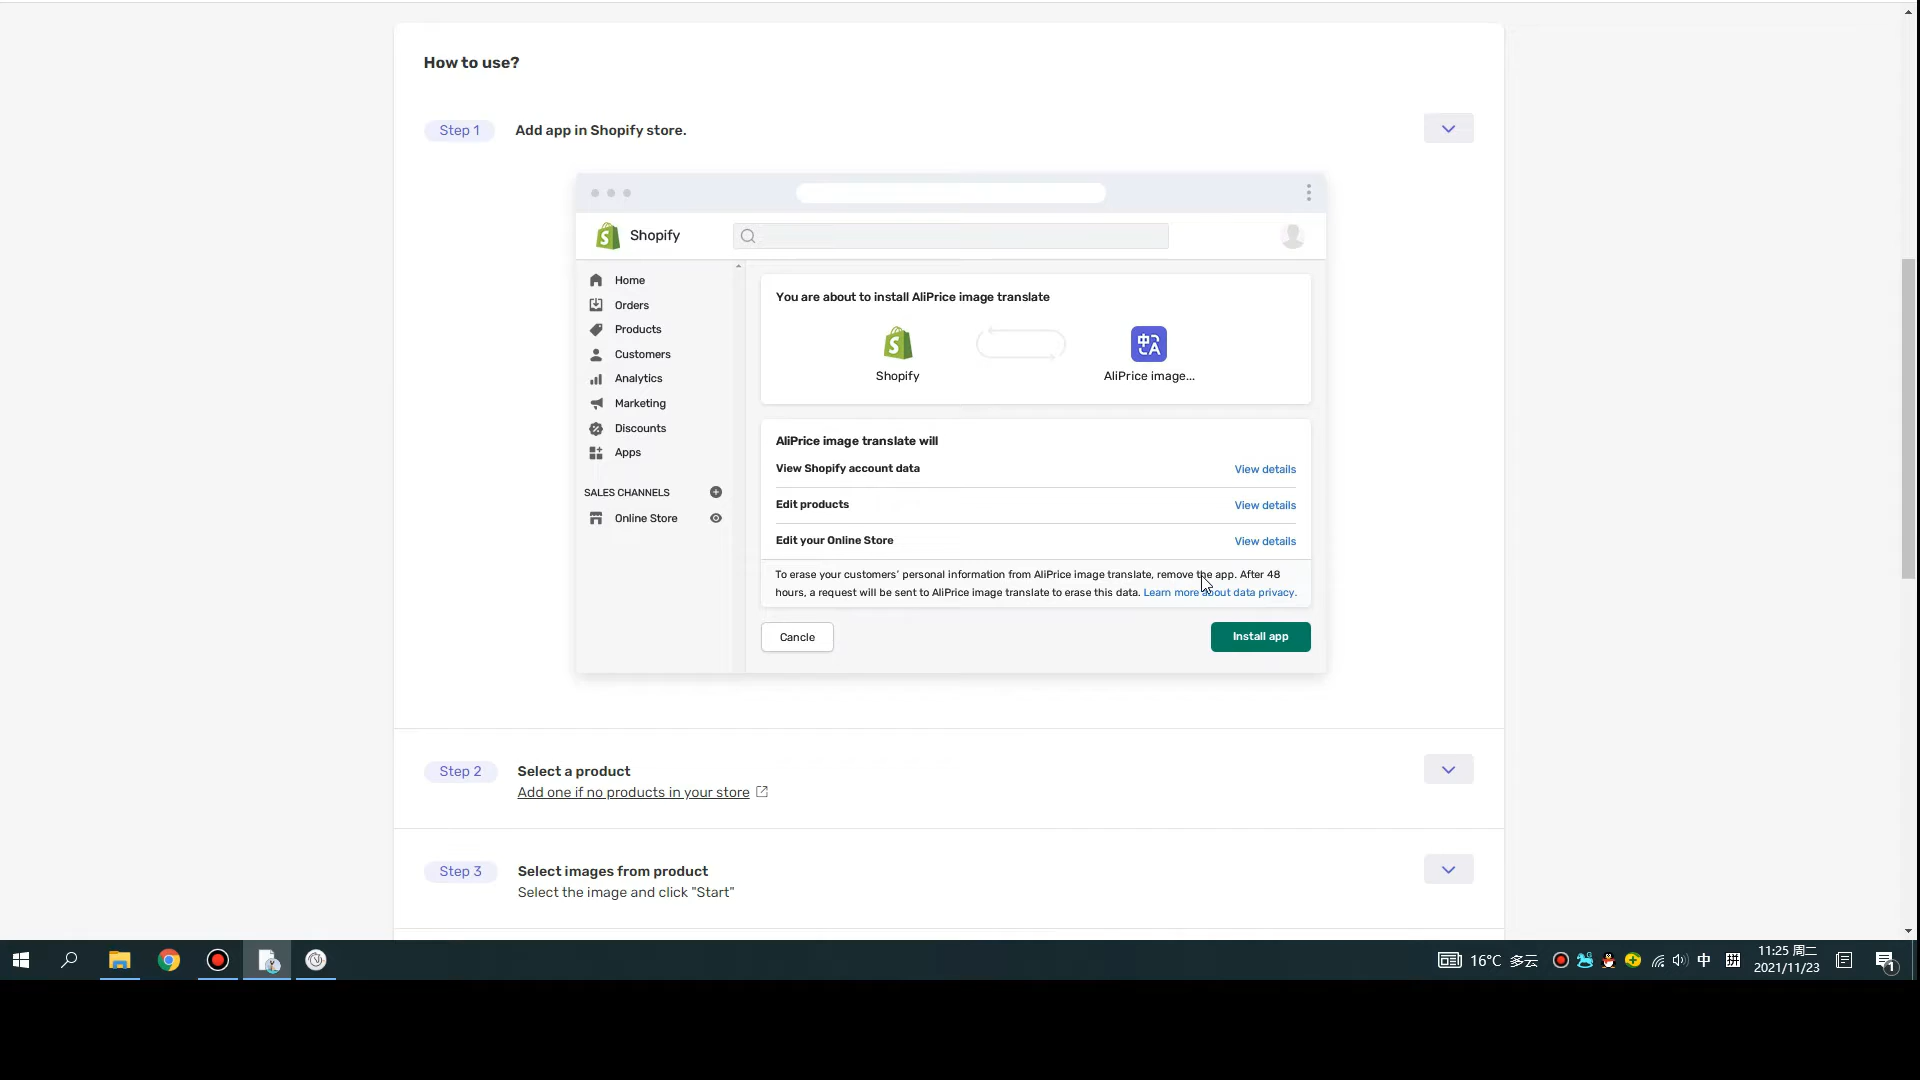 How to use?
Step 1
Add app in Shopify store.
Shopify
Home
Orders
Products
Customers
Analytics
Marketing
Discounts
Apps
SALES CHANNELS
Online Store
You are about to install AliPrice image translate
Shopify
AliPrice image...
AliPrice image translate will
View Shopify account data
View details
Edit products
View details
Edit your Online Store
View details
To erase your customers' personal information from AliPrice image translate, remove the app. After 48
hours, a request will be sent to AliPrice image translate to erase this data. Learn more about data privacy.
Cancle
Install app
Step 2
Select a product
Add one if no products in your store
Step 3
Select images from product
Select the image and click "Start"
16°C 多云
中
拼
11:25 周二
2021/11/23
1